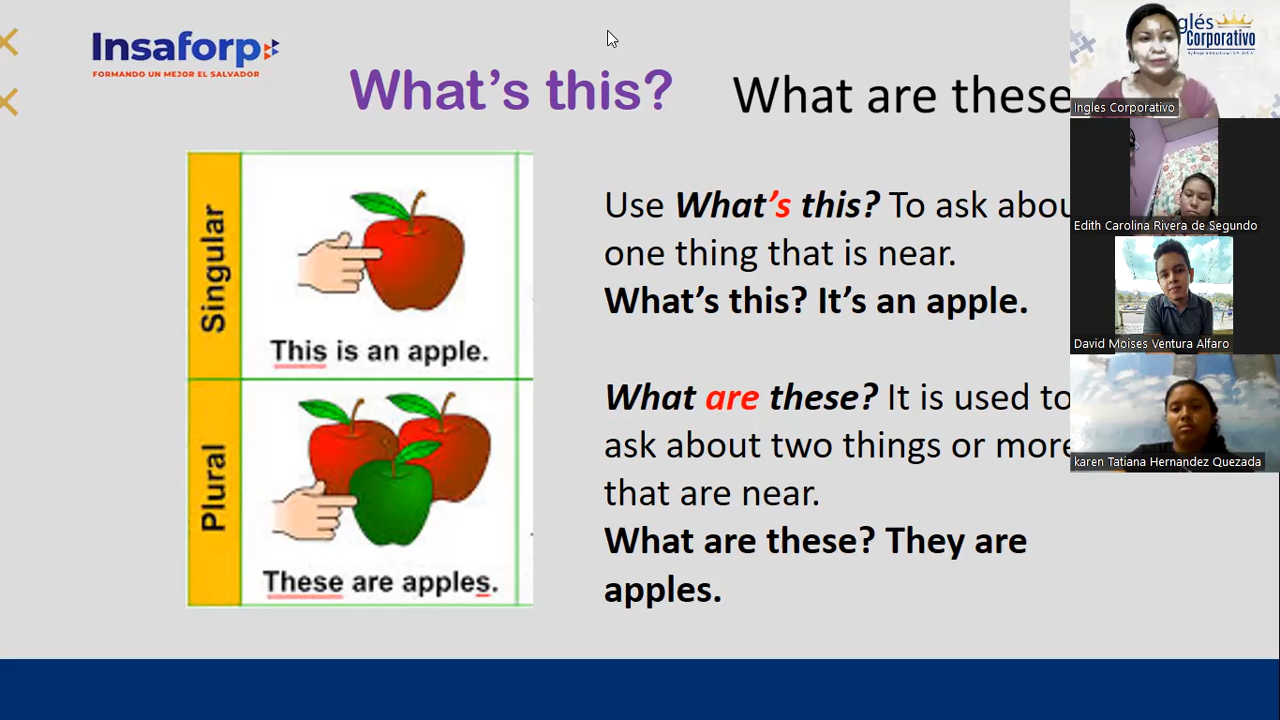 Insaforp
FORMANDO UN MEJOR EL SALVADOR
What's this?
What are these
Singular
This is an apple.
Plural
These are apples.
Use What's this? To ask abou
one thing that is near.
What's this? It's an apple.
What are these? It is used to
ask about two things or more
that are near.
What are these? They are
apples.
glés
Corporativo
Ingles Corporativo
Edith Carolina Rivera de Segundo
David Moises Ventura Alfaro
karen Tatiana Hernandez Quezada